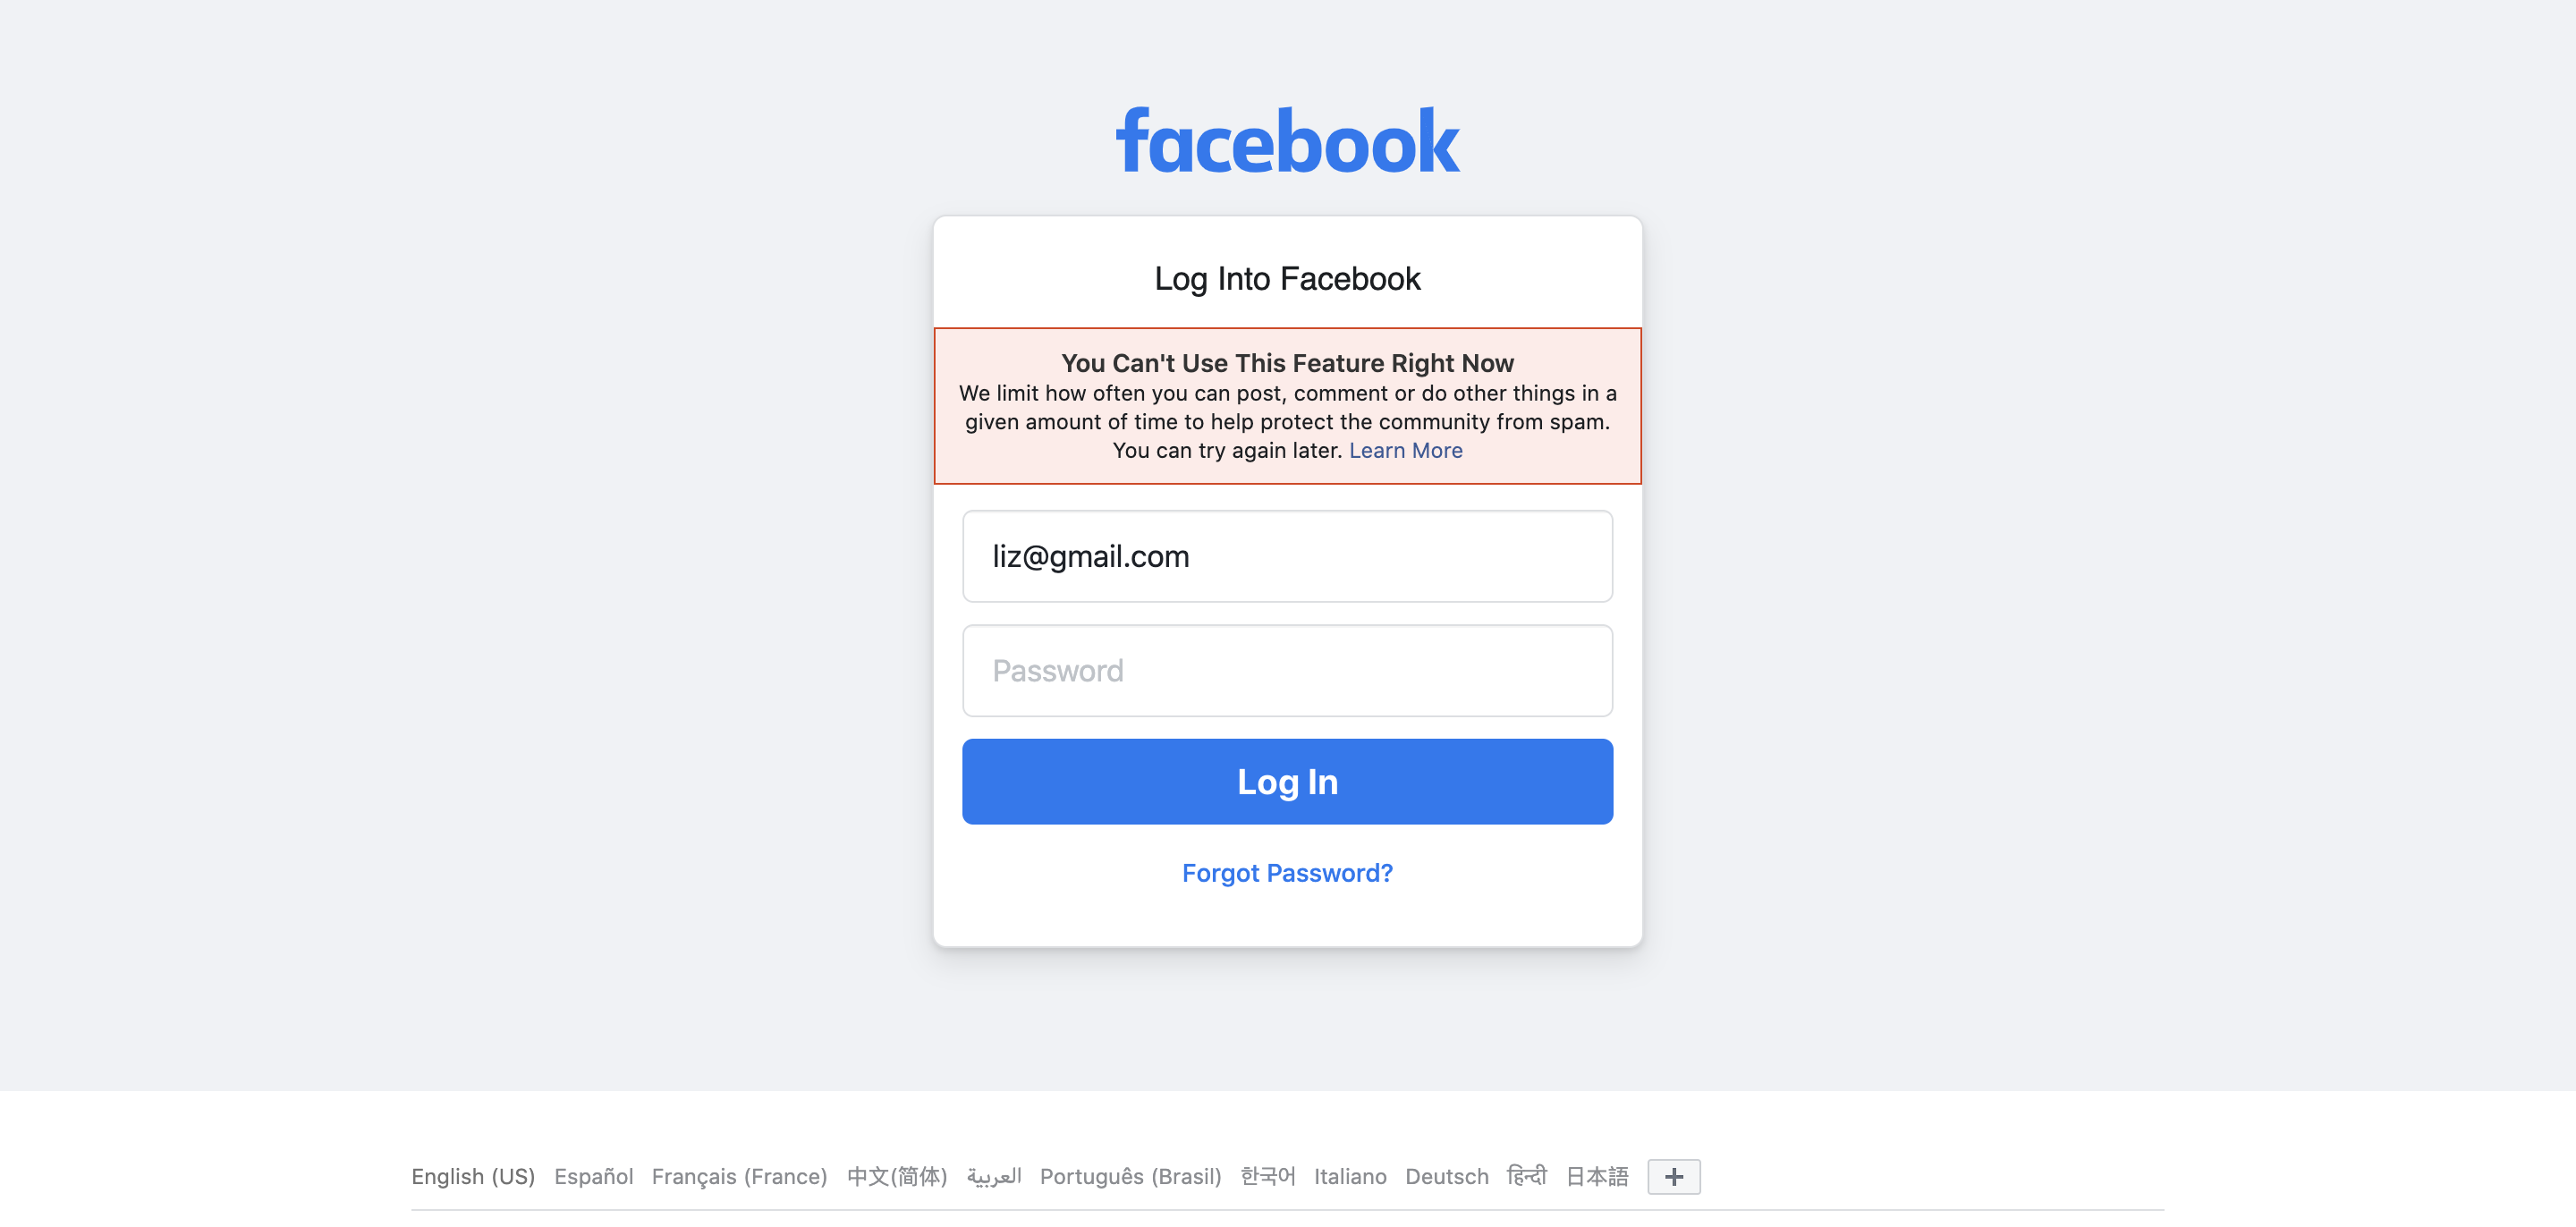 facebook
Log Into Facebook
You Can't Use This Feature Right Now
We limit how often you can post, comment or do other things in a
given amount of time to help protect the community from spam.
You can try again later. Learn More
liz@gmail.com
Password
Log In
Forgot Password?
English (US) Español Français (France) 中文(简体) العربية Português (Brasil) 한국어 Italiano Deutsch हिन्दी 日本語 +